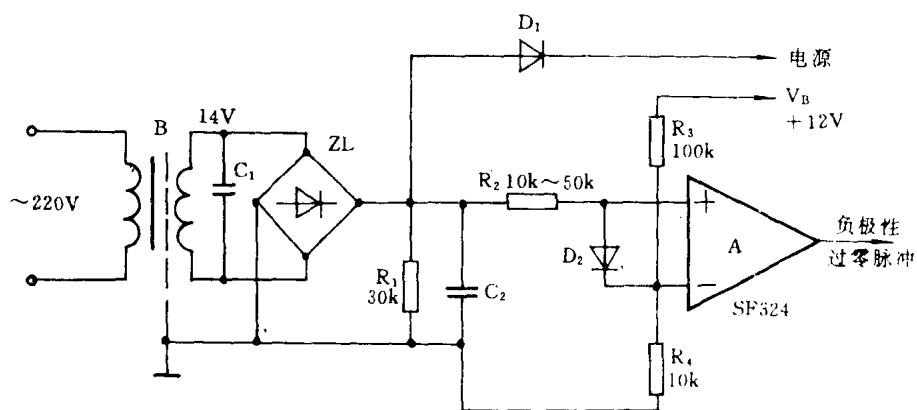 D₁
电源
V_B
+12V
B
14V
ZL
C₁
R₃
100k
R₂ 10k～50k
～220V
+
A
负极性
过零脉冲
D₂
R₁
30k
C₂
−
SF324
R₄
10k